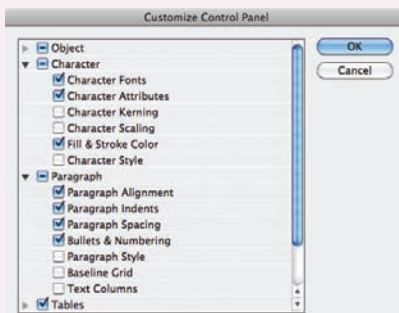 Customize Control Panel
Object
Character
Character Fonts
Character Attributes
Character Kerning
Character Scaling
Fill & Stroke Color
Character Style
Paragraph
Paragraph Alignment
Paragraph Indents
Paragraph Spacing
Bullets & Numbering
Paragraph Style
Baseline Grid
Text Columns
Tables
OK
Cancel